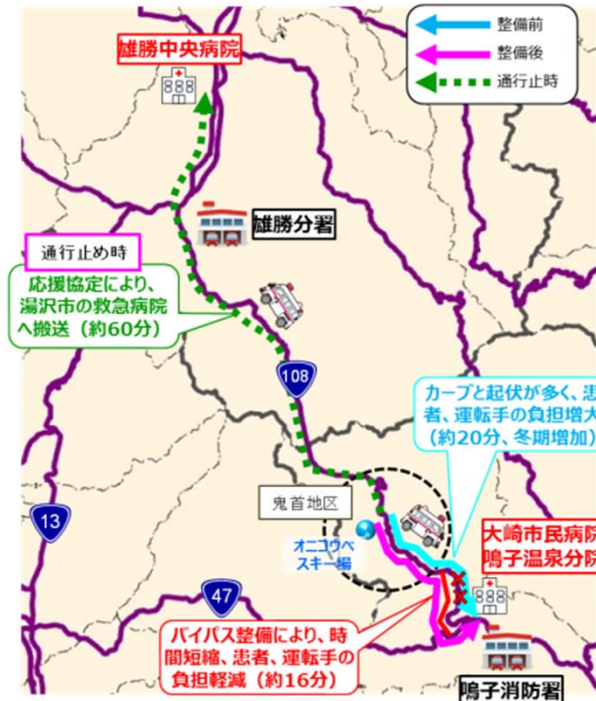 整備前
整備後
通行止時
雄勝中央病院
雄勝分署
通行止め時
応援協定により、
湯沢市の救急病院
へ搬送（約60分）
108
カーブと起伏が多く、患
者、運転手の負担増大
（約20分、冬期増加）
鬼首地区
オニコウベ
スキー場
13
47
大崎市民病院
鳴子温泉分院
バイパス整備により、時
間短縮、患者、運転手の
負担軽減（約16分）
鳴子消防署